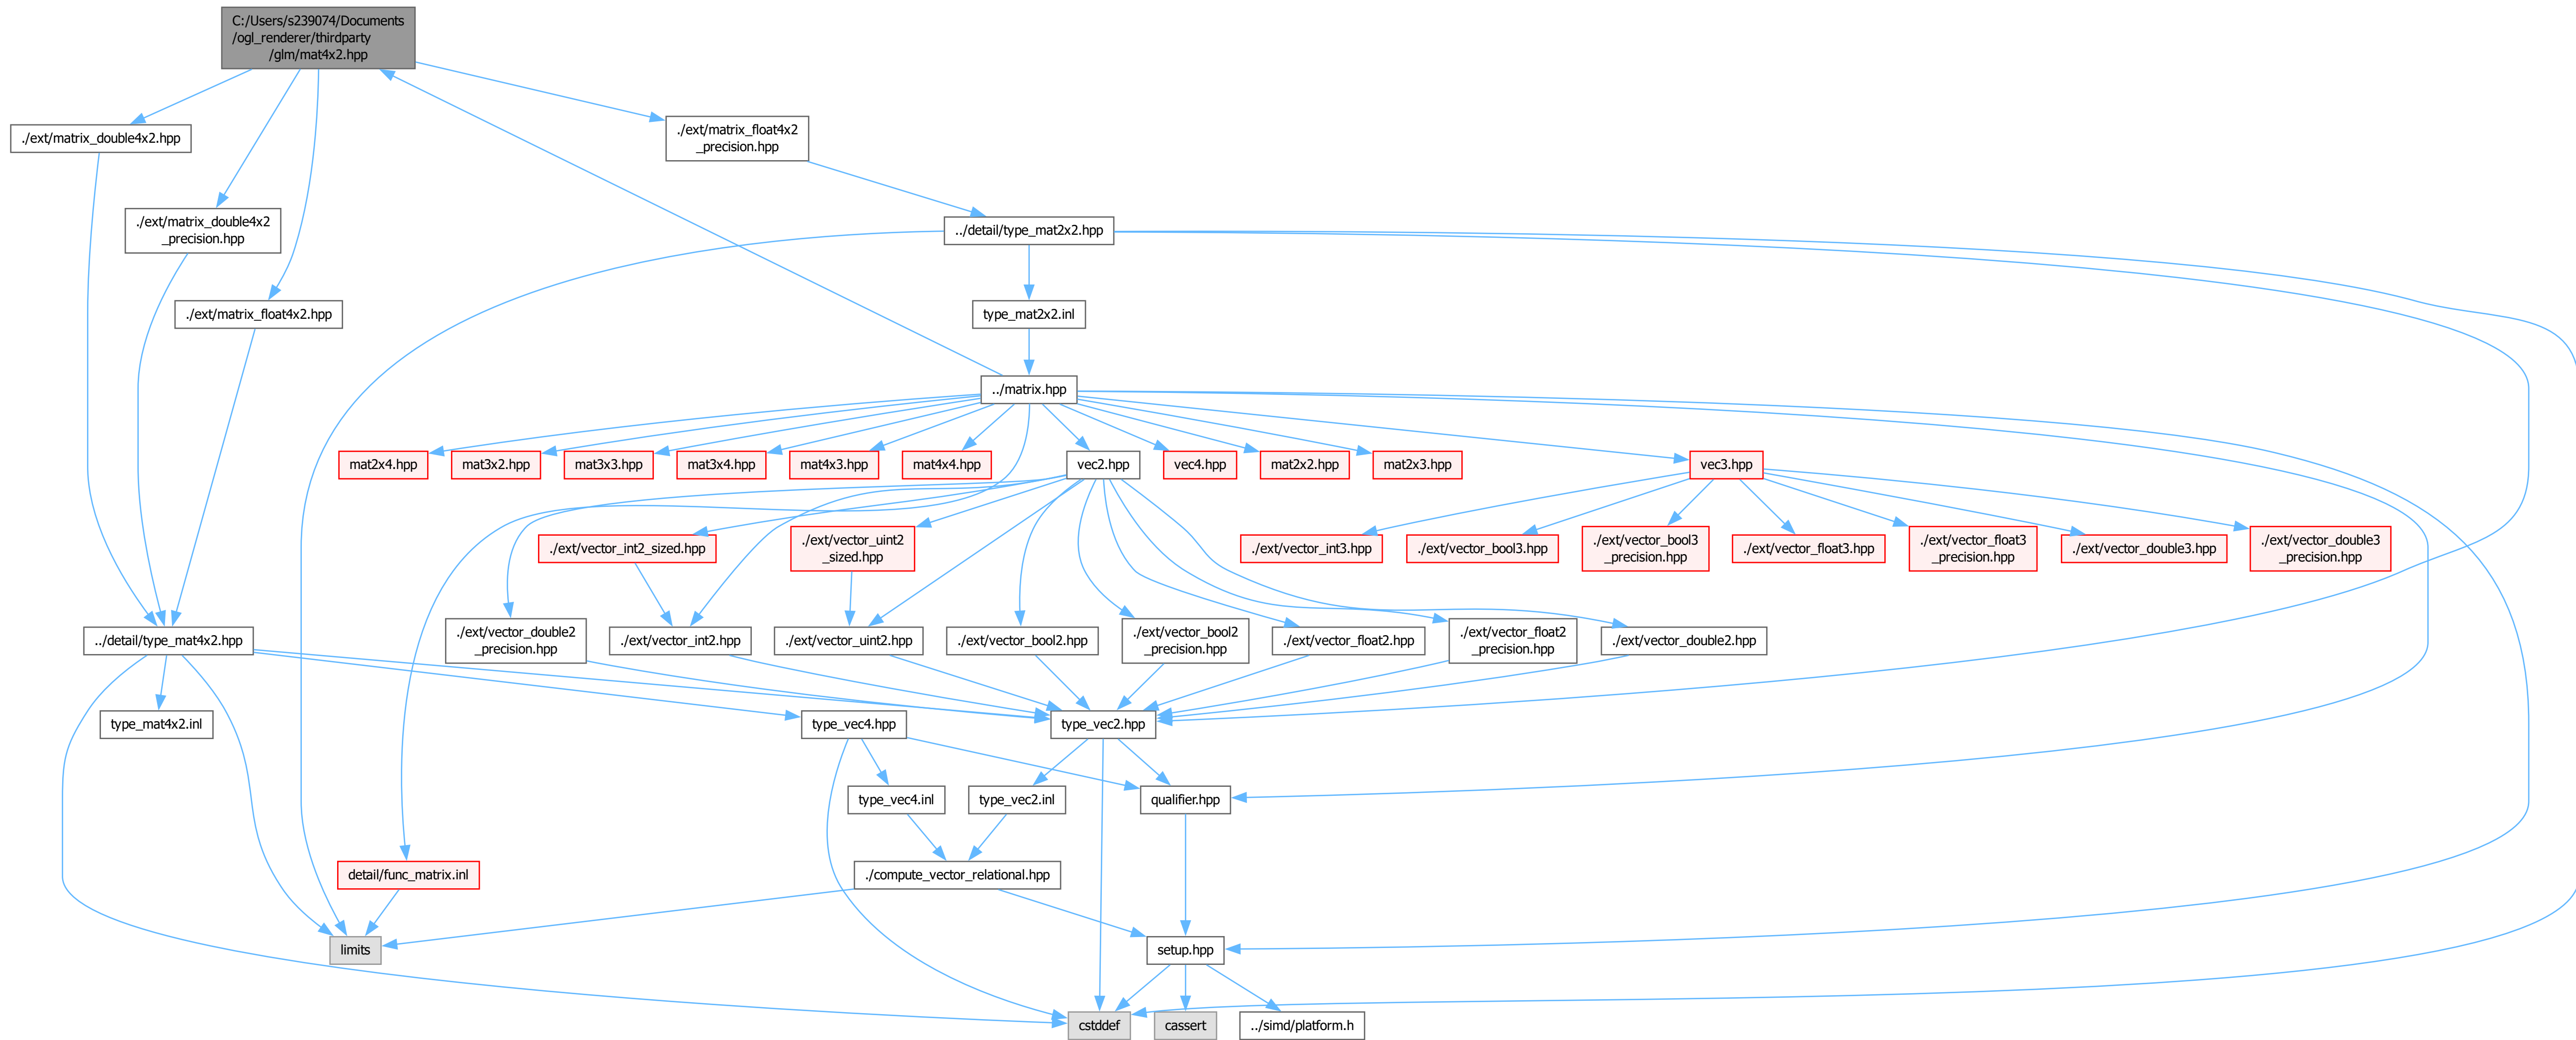 C:/Users/s239074/Documents
/ogl_renderer/thirdparty
/glm/mat4x2.hpp
./ext/matrix_double4x2.hpp
./ext/matrix_float4x2
_precision.hpp
./ext/matrix_double4x2
_precision.hpp
../detail/type_mat2x2.hpp
./ext/matrix_float4x2.hpp
type_mat2x2.inl
../matrix.hpp
mat2x4.hpp
mat3x2.hpp
mat3x3.hpp
mat3x4.hpp
mat4x3.hpp
mat4x4.hpp
vec2.hpp
vec4.hpp
mat2x2.hpp
mat2x3.hpp
vec3.hpp
./ext/vector_int2_sized.hpp
./ext/vector_uint2
_sized.hpp
./ext/vector_int3.hpp
./ext/vector_bool3.hpp
./ext/vector_bool3
_precision.hpp
./ext/vector_float3.hpp
./ext/vector_float3
_precision.hpp
./ext/vector_double3.hpp
./ext/vector_double3
_precision.hpp
../detail/type_mat4x2.hpp
./ext/vector_double2
_precision.hpp
./ext/vector_int2.hpp
./ext/vector_uint2.hpp
./ext/vector_bool2.hpp
./ext/vector_bool2
_precision.hpp
./ext/vector_float2.hpp
./ext/vector_float2
_precision.hpp
./ext/vector_double2.hpp
type_mat4x2.inl
type_vec4.hpp
type_vec2.hpp
type_vec4.inl
type_vec2.inl
qualifier.hpp
detail/func_matrix.inl
./compute_vector_relational.hpp
limits
setup.hpp
cstddef
cassert
../simd/platform.h